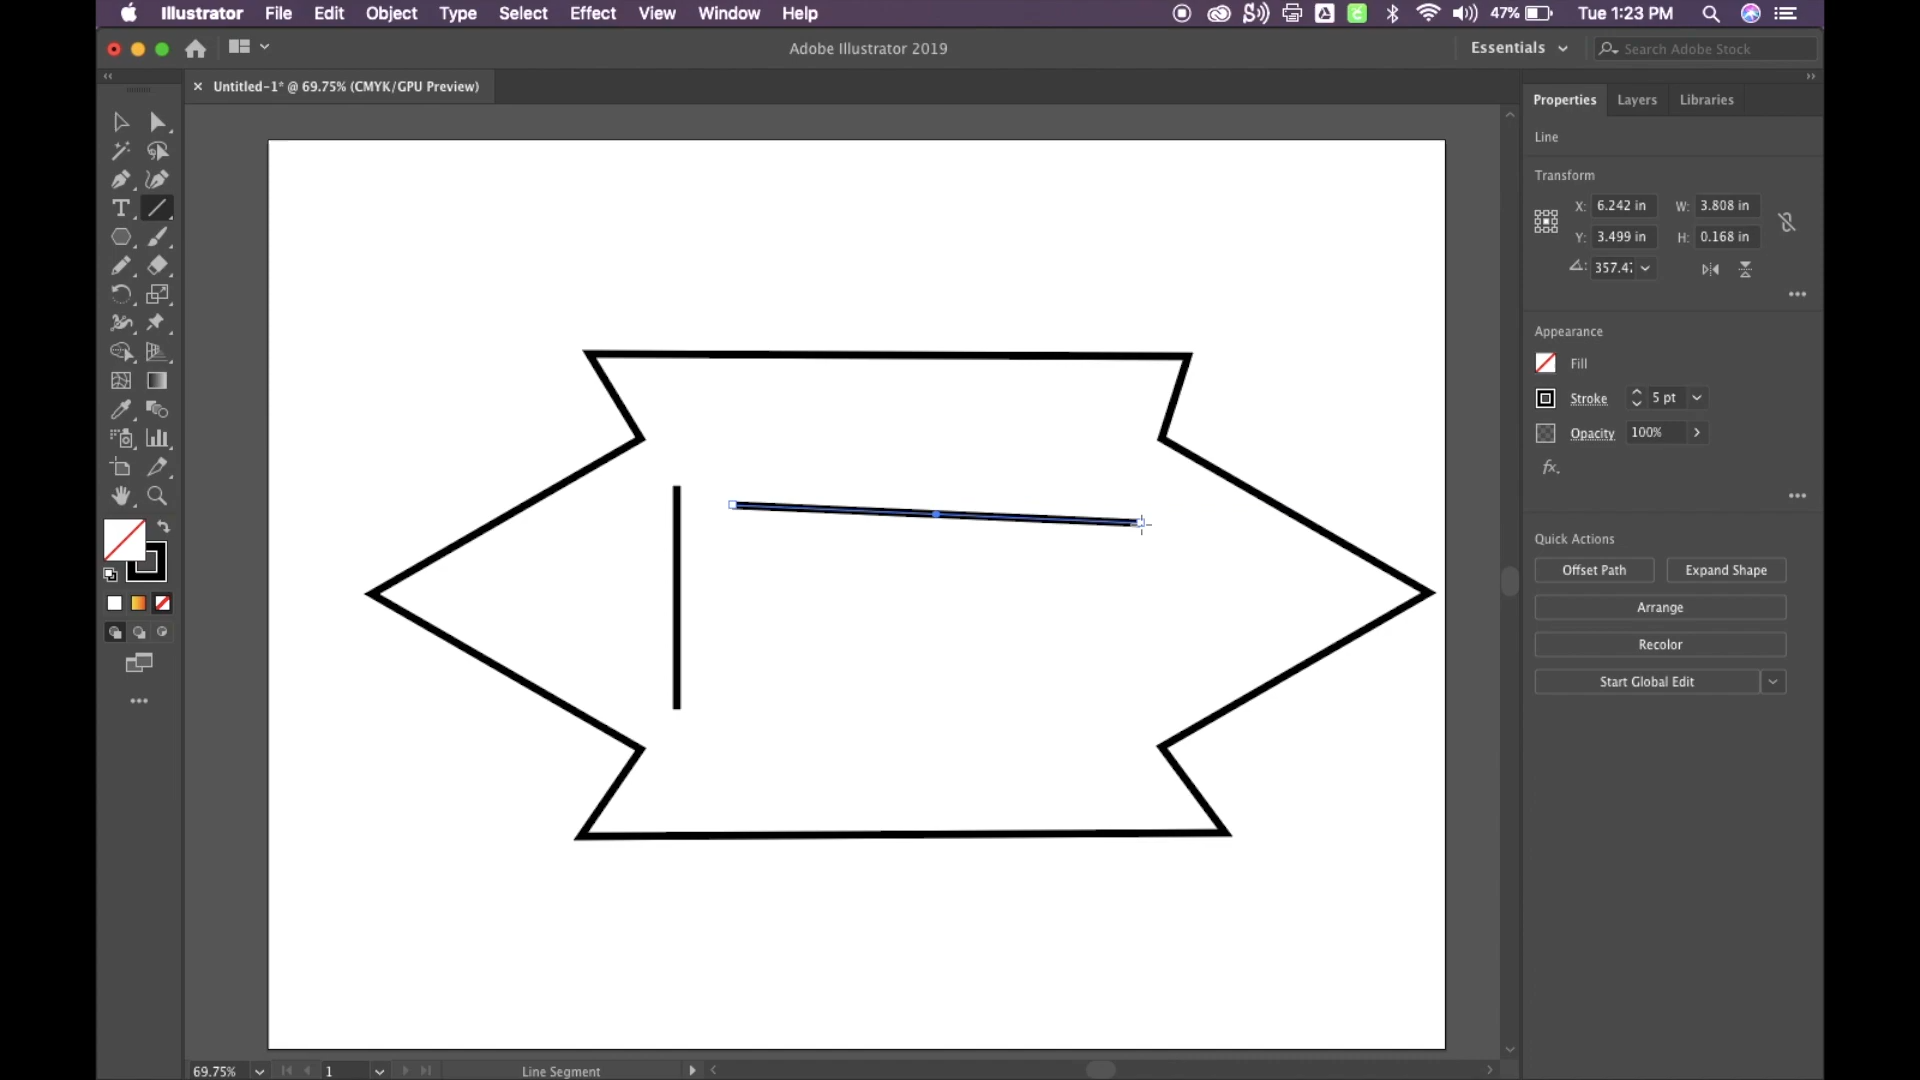 Illustrator File Edit Object Type Select Effect View Window Help 47% Tue 1:23 PM
Adobe Illustrator 2019 Essentials Search Adobe Stock
Untitled-1* @ 69.75% (CMYK/GPU Preview)
Properties Layers Libraries
Line
Transform
X: 6.242 in W: 3.808 in
Y: 3.499 in H: 0.168 in
357.4
Appearance
Fill
Stroke 5 pt
Opacity 100%
fx.
Quick Actions
Offset Path Expand Shape
Arrange
Recolor
Start Global Edit
69.75% 1 Line Segment